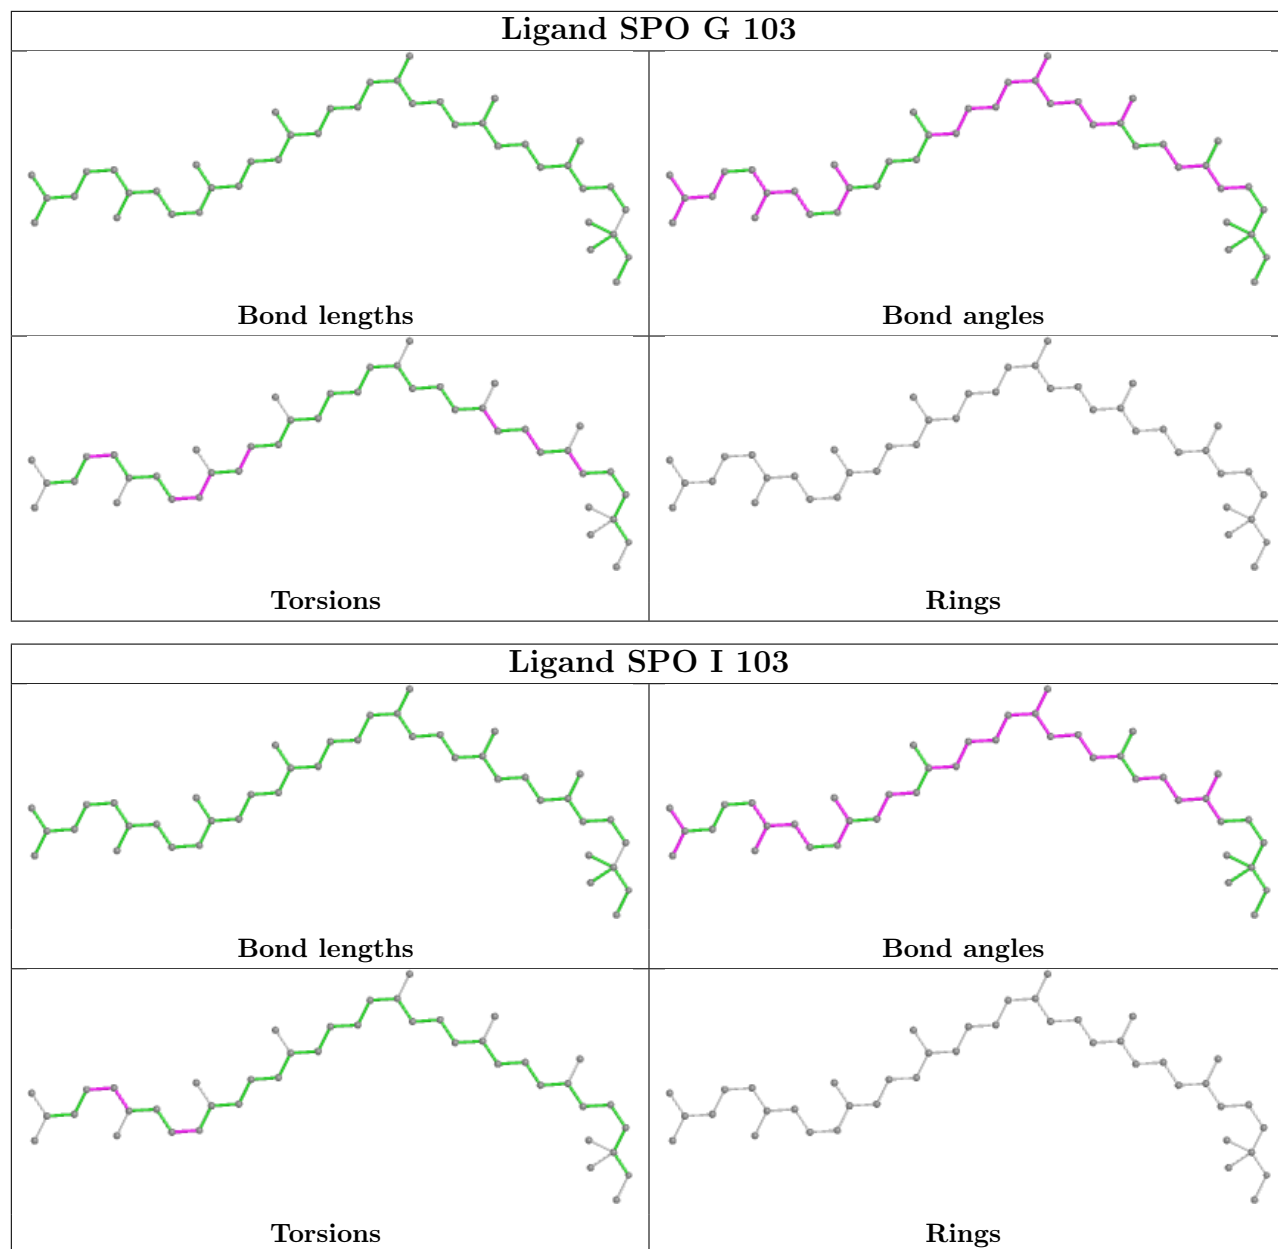 Ligand SPO G 103
Bond lengths
Bond angles
Torsions
Rings
Ligand SPO I 103
Bond lengths
Bond angles
Torsions
Rings